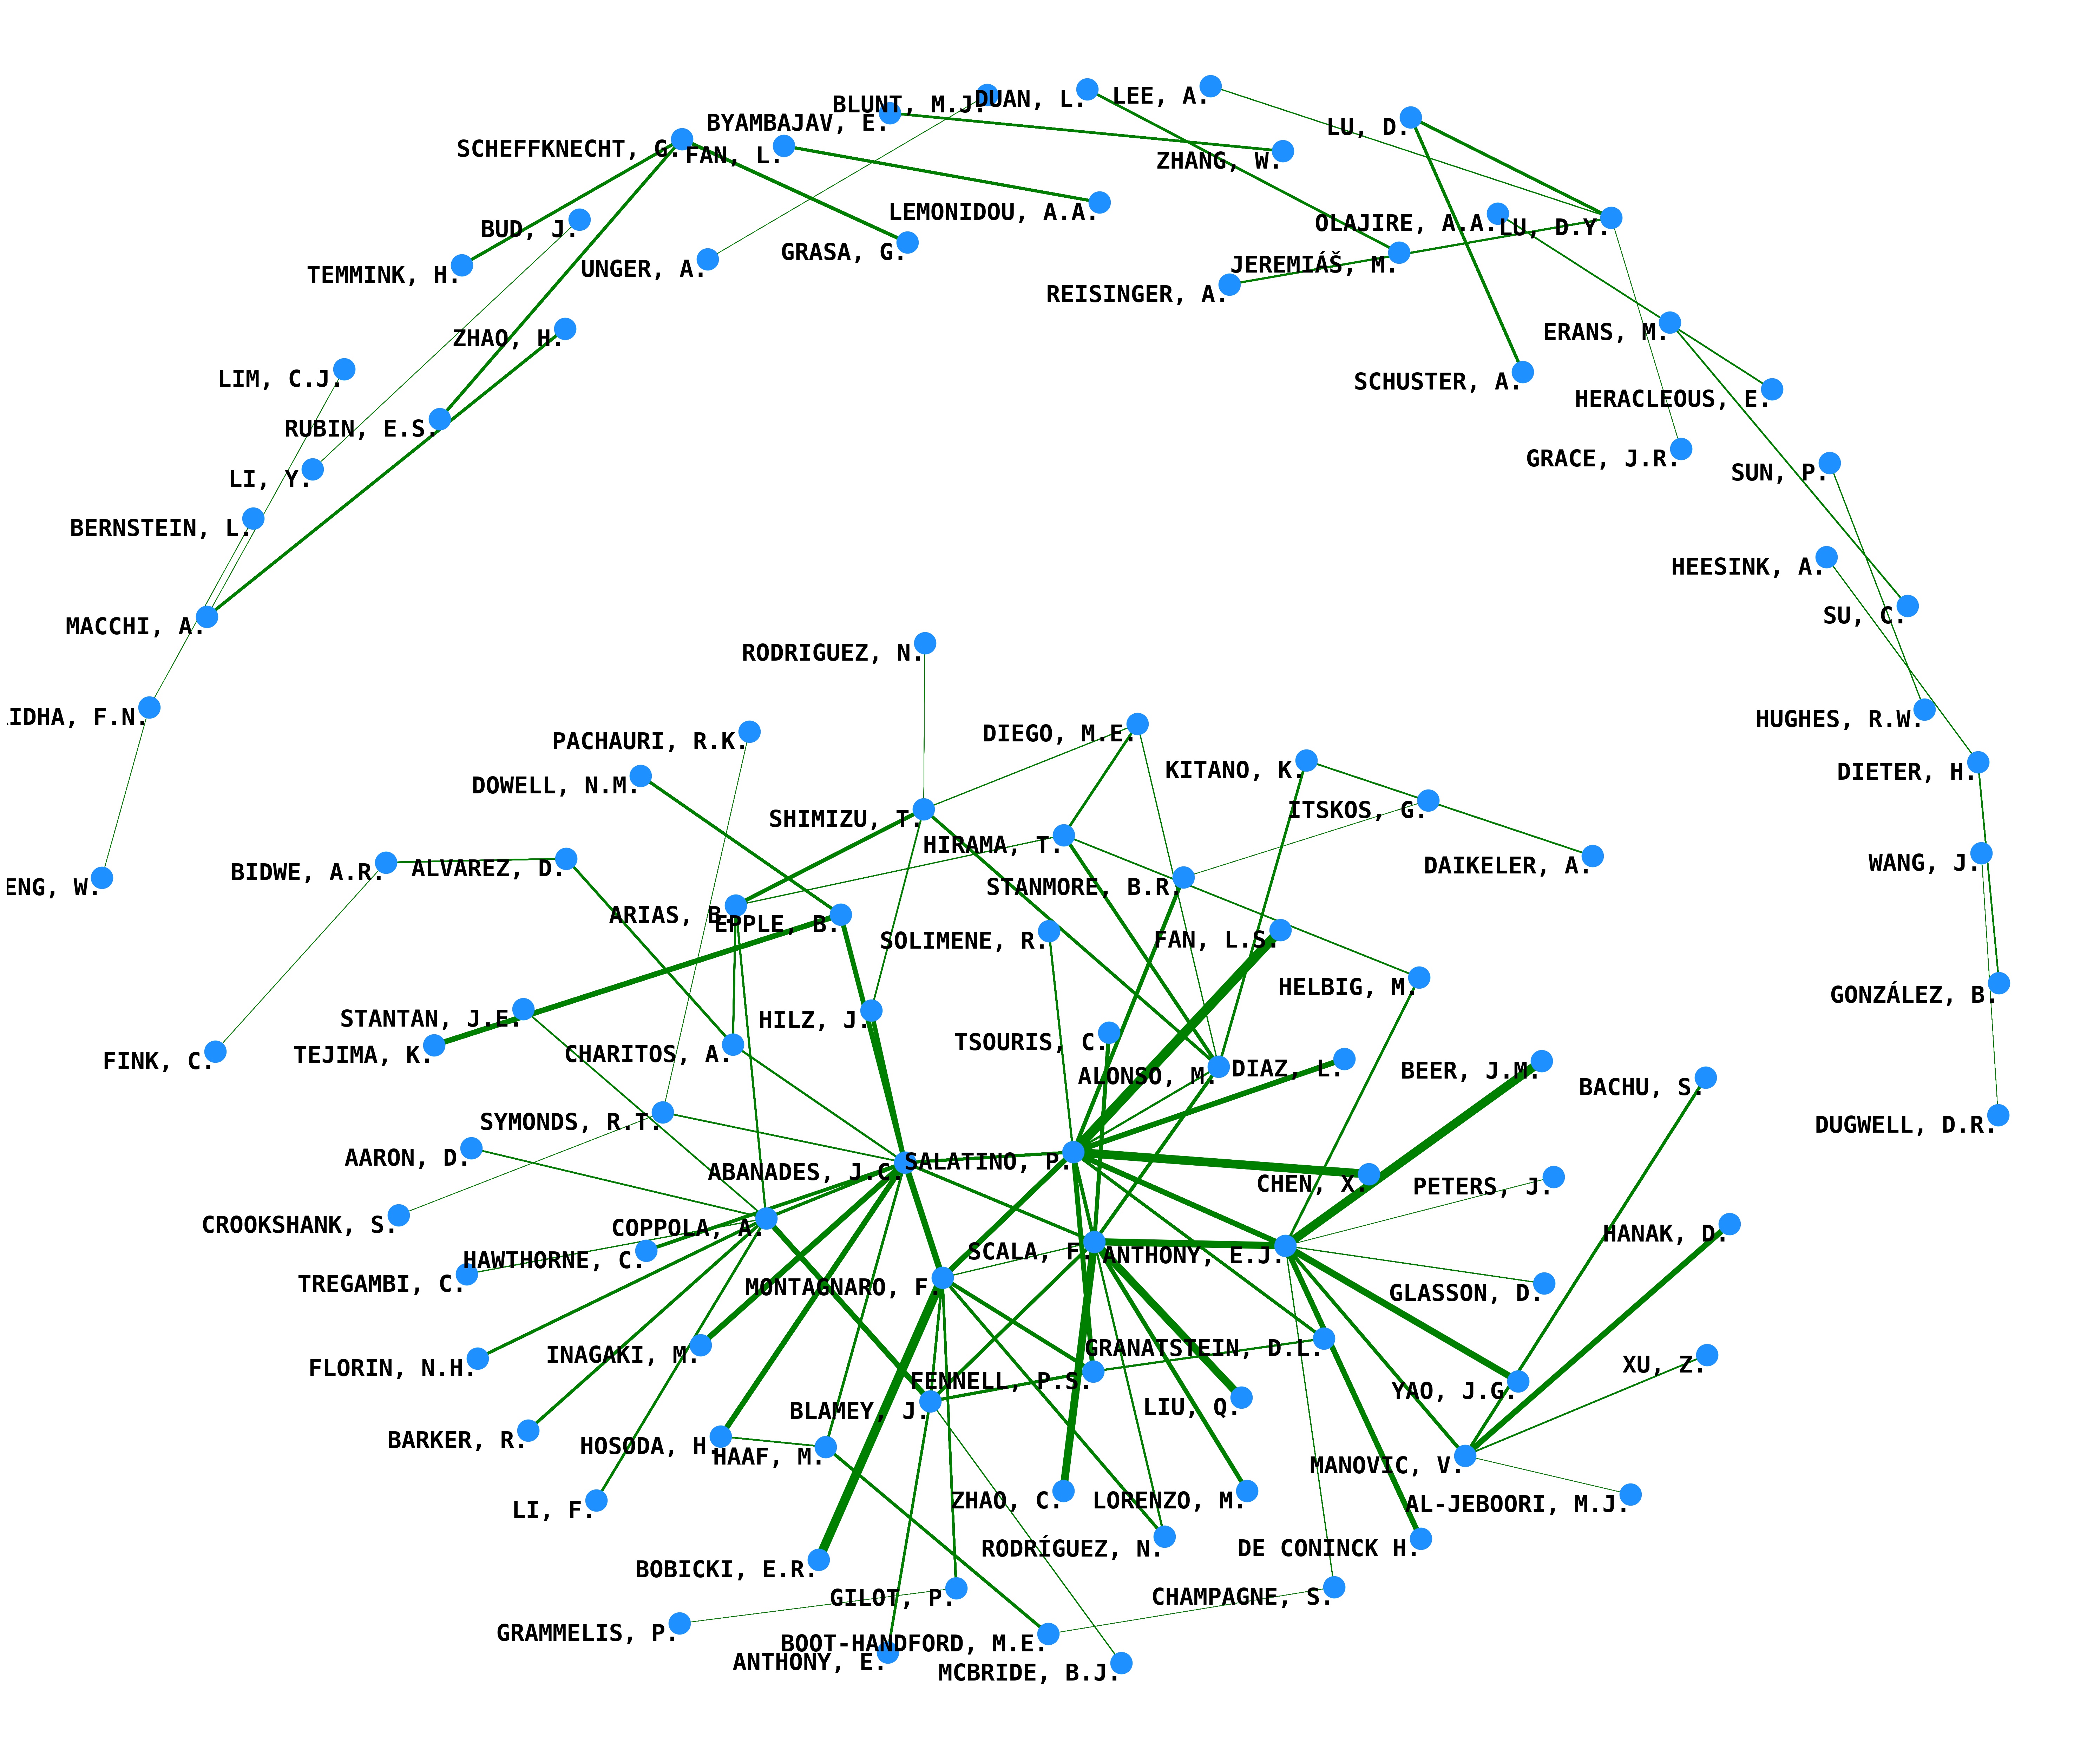 BLUNT, M.J.
DUAN, L.
LEE, A.
BYAMBAJAV, E.
LU, D.
SCHEFFKNECHT, G.
FAN, L.
ZHANG, W.
LEMONIDOU, A.A.
BUD, J.
OLAJIRE, A.A.
LU, D.Y.
GRASA, G.
TEMMINK, H.
UNGER, A.
JEREMIÁŠ, M.
REISINGER, A.
ZHAO, H.
ERANS, M.
LIM, C.J.
SCHUSTER, A.
HERACLEOUS, E.
RUBIN, E.S.
GRACE, J.R.
LI, Y.
SUN, P.
BERNSTEIN, L.
HEESINK, A.
MACCHI, A.
SU, C.
RODRIGUEZ, N.
IDHA, F.N.
HUGHES, R.W.
PACHAURI, R.K.
DIEGO, M.E.
KITANO, K.
DIETER, H.
DOWELL, N.M.
SHIMIZU, T.
ITSKOS, G.
HIRAMA, T.
BIDWE, A.R.
ALVAREZ, D.
DAIKELER, A.
WANG, J.
ENG, W.
STANMORE, B.R.
ARIAS, B.
EPPLE, B.
SOLIMENE, R.
FAN, L.S.
HELBIG, M.
GONZÁLEZ, B.
STANTAN, J.E.
HILZ, J.
TSOURIS, C.
FINK, C.
TEJIMA, K.
CHARITOS, A.
ALONSO, M.
DIAZ, L.
BEER, J.M.
BACHU, S.
SYMONDS, R.T.
DUGWELL, D.R.
AARON, D.
ABANADES, J.C.
SALATINO, P.
CHEN, X.
PETERS, J.
CROOKSHANK, S.
COPPOLA, A.
HANAK, D.
HAWTHORNE, C.
SCALA, F.
ANTHONY, E.J.
TREGAMBI, C.
MONTAGNARO, F.
GLASSON, D.
FLORIN, N.H.
INAGAKI, M.
GRANATSTEIN, D.L.
XU, Z.
FENNELL, P.S.
YAO, J.G.
BLAMEY, J.
LIU, Q.
BARKER, R.
HOSODA, H.
HAAF, M.
MANOVIC, V.
LI, F.
ZHAO, C.
LORENZO, M.
AL-JEBOORI, M.J.
RODRÍGUEZ, N.
DE CONINCK H.
BOBICKI, E.R.
GILOT, P.
CHAMPAGNE, S.
GRAMMELIS, P.
BOOT-HANDFORD, M.E.
ANTHONY, E.
MCBRIDE, B.J.